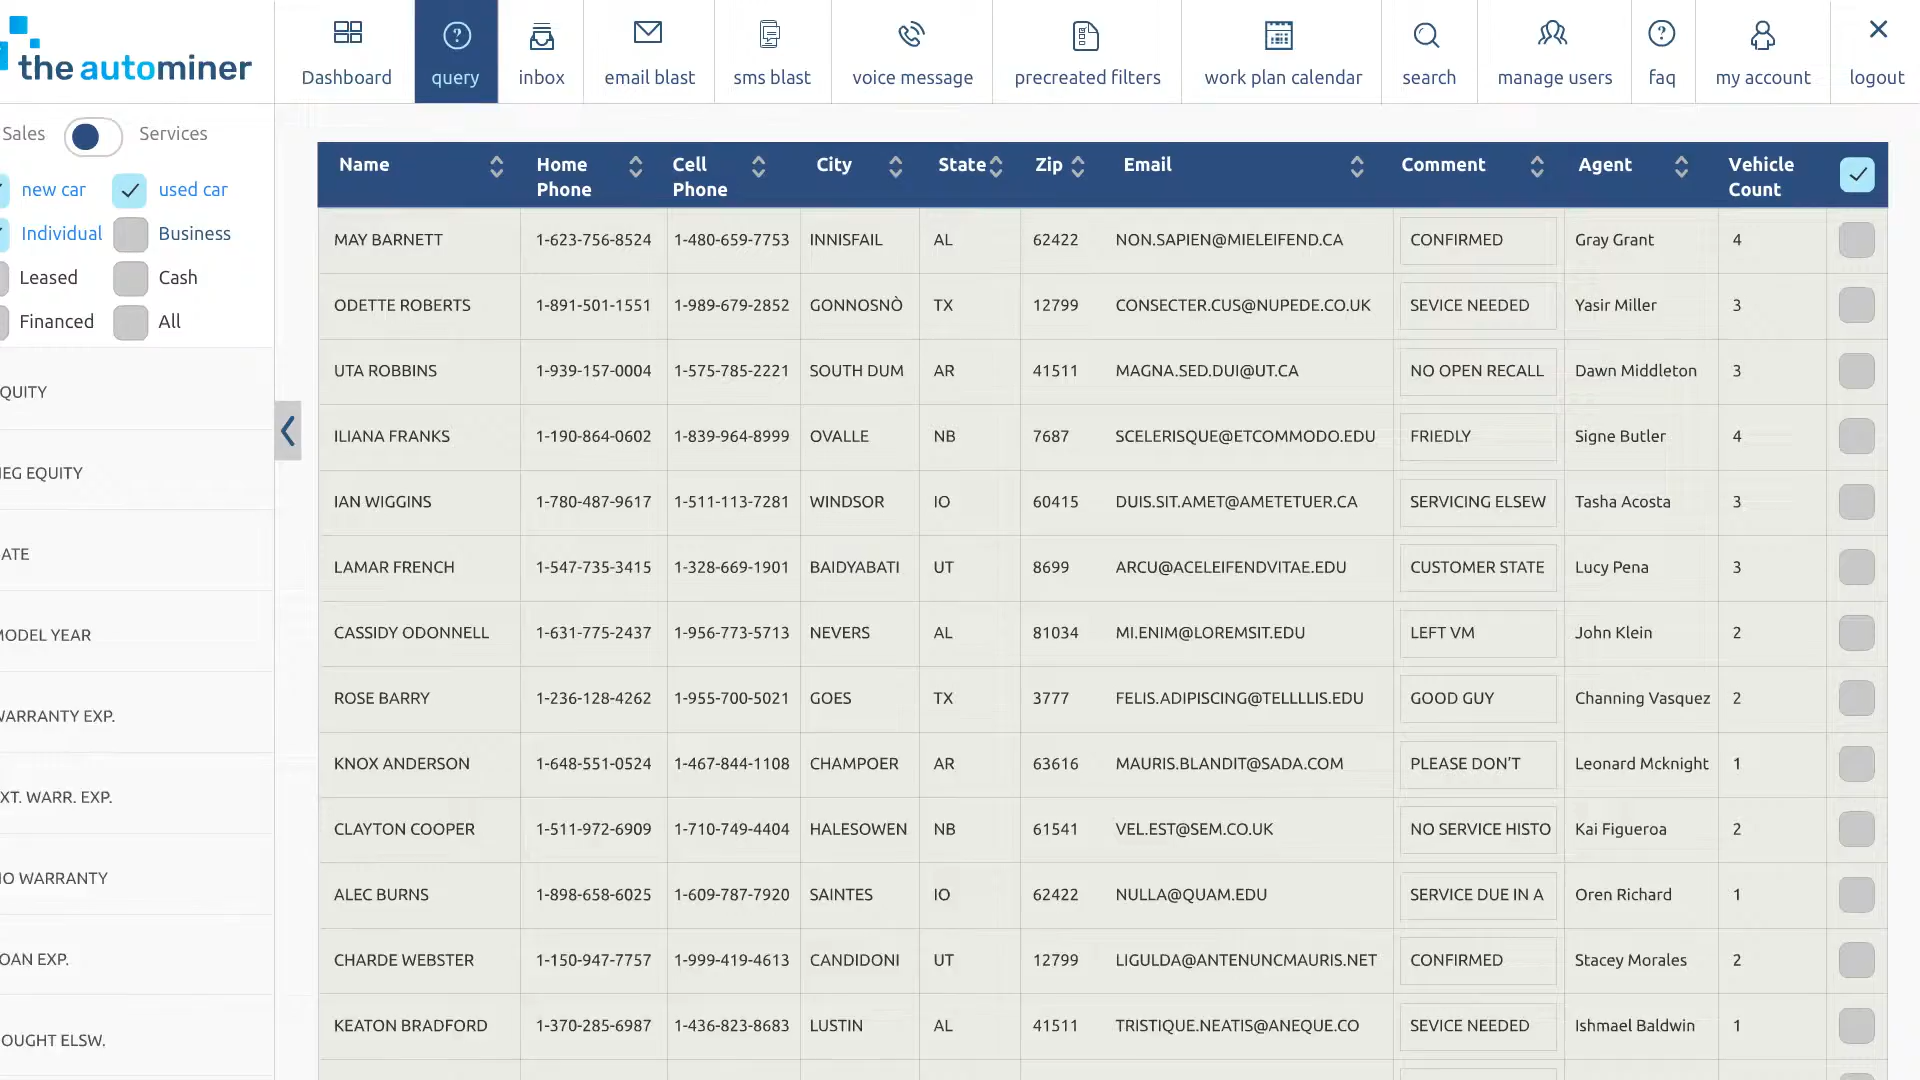 the autominer
Dashboard
query
inbox
email blast
sms blast
voice message
precreated filters
work plan calendar
search
manage users
faq
my account
logout
Sales Services
new car used car
Individual Business
Leased Cash
Financed All
QUITY
EG EQUITY
ATE
ODEL YEAR
ARRANTY EXP.
XT. WARR. EXP.
O WARRANTY
OAN EXP.
OUGHT ELSW.
Name Home Phone Cell Phone City State Zip Email Comment Agent Vehicle Count
MAY BARNETT 1-623-756-8524 1-480-659-7753 INNISFAIL AL 62422 NON.SAPIEN@MIELEIFEND.CA CONFIRMED Gray Grant 4
ODETTE ROBERTS 1-891-501-1551 1-989-679-2852 GONNOSNÒ TX 12799 CONSECTER.CUS@NUPEDE.CO.UK SEVICE NEEDED Yasir Miller 3
UTA ROBBINS 1-939-157-0004 1-575-785-2221 SOUTH DUM AR 41511 MAGNA.SED.DUI@UT.CA NO OPEN RECALL Dawn Middleton 3
ILIANA FRANKS 1-190-864-0602 1-839-964-8999 OVALLE NB 7687 SCELERISQUE@ETCOMMODO.EDU FRIEDLY Signe Butler 4
IAN WIGGINS 1-780-487-9617 1-511-113-7281 WINDSOR IO 60415 DUIS.SIT.AMET@AMETETUER.CA SERVICING ELSEW Tasha Acosta 3
LAMAR FRENCH 1-547-735-3415 1-328-669-1901 BAIDYABATI UT 8699 ARCU@ACELEIFENDVITAE.EDU CUSTOMER STATE Lucy Pena 3
CASSIDY ODONNELL 1-631-775-2437 1-956-773-5713 NEVERS AL 81034 MI.ENIM@LOREMSIT.EDU LEFT VM John Klein 2
ROSE BARRY 1-236-128-4262 1-955-700-5021 GOES TX 3777 FELIS.ADIPISCING@TELLLLIS.EDU GOOD GUY Channing Vasquez 2
KNOX ANDERSON 1-648-551-0524 1-467-844-1108 CHAMPOER AR 63616 MAURIS.BLANDIT@SADA.COM PLEASE DON'T Leonard Mcknight 1
CLAYTON COOPER 1-511-972-6909 1-710-749-4404 HALESOWEN NB 61541 VEL.EST@SEM.CO.UK NO SERVICE HISTO Kai Figueroa 2
ALEC BURNS 1-898-658-6025 1-609-787-7920 SAINTES IO 62422 NULLA@QUAM.EDU SERVICE DUE IN A Oren Richard 1
CHARDE WEBSTER 1-150-947-7757 1-999-419-4613 CANDIDONI UT 12799 LIGULDA@ANTENUNCMAURIS.NET CONFIRMED Stacey Morales 2
KEATON BRADFORD 1-370-285-6987 1-436-823-8683 LUSTIN AL 41511 TRISTIQUE.NEATIS@ANEQUE.CO SEVICE NEEDED Ishmael Baldwin 1